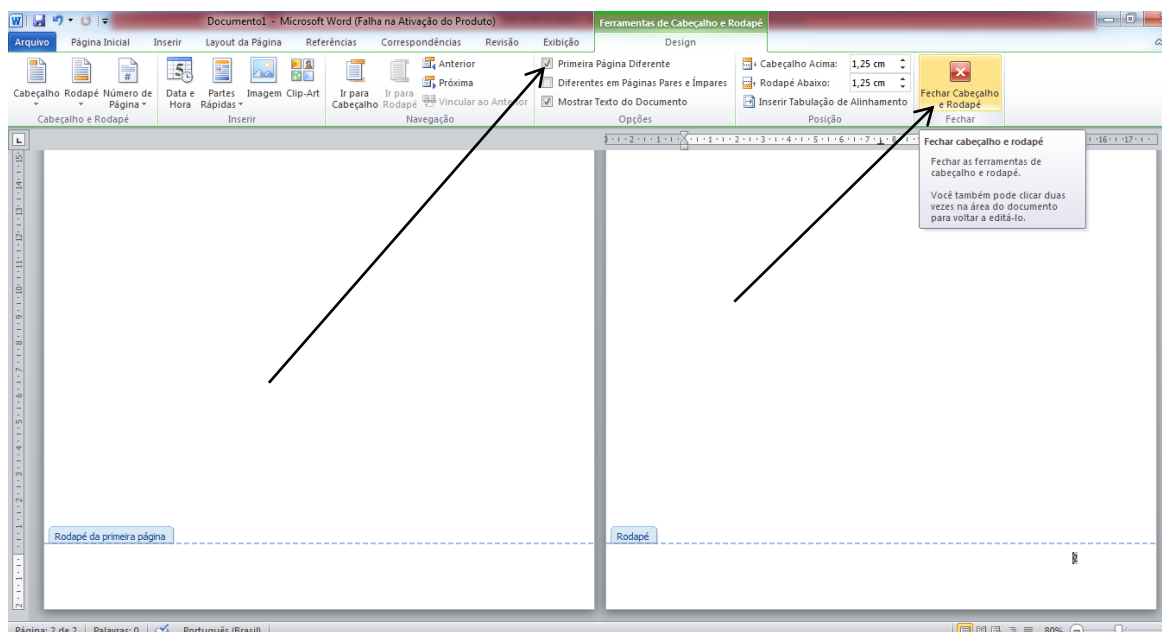 Documento1 - Microsoft Word (Falha na Ativação do Produto)
Ferramentas de Cabeçalho e Rodapé
Arquivo Página Inicial Inserir Layout da Página Referências Correspondências Revisão Exibição Design
Cabeçalho
Rodapé
Número de
Página
Cabeçalho e Rodapé
Data e
Hora
Partes
Rápidas
Imagem
Clip-Art
Inserir
Ir para
Cabeçalho
Ir para
Rodapé
Anterior
Próxima
Vincular ao Anterior
Navegação
Primeira Página Diferente
Diferentes em Páginas Pares e Ímpares
Mostrar Texto do Documento
Opções
Cabeçalho Acima: 1,25 cm
Rodapé Abaixo: 1,25 cm
Inserir Tabulação de Alinhamento
Posição
Fechar Cabeçalho
e Rodapé
Fechar
Fechar cabeçalho e rodapé
Fechar as ferramentas de
cabeçalho e rodapé.
Você também pode clicar duas
vezes na área do documento
para voltar a editá-lo.
Rodapé da primeira página
Rodapé
2
Página: 2 de 2 Palavras: 0 Português (Brasil) 80%